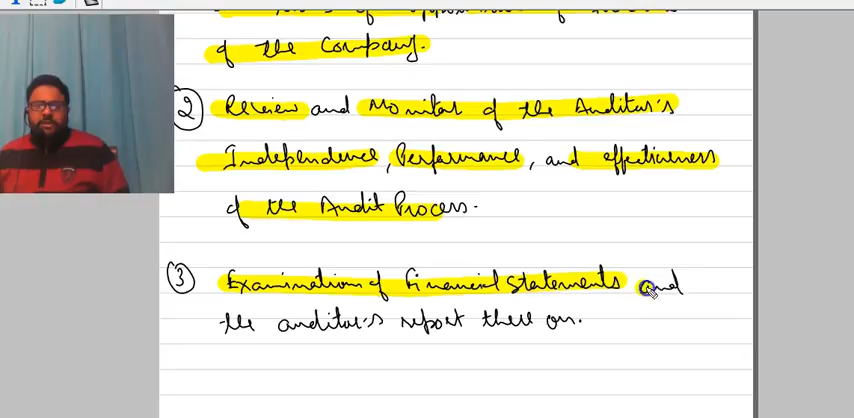 of the Company.
② Review and Monitor of the Auditor's
Independence, Performance, and effectiveness
of the Audit Process.
③ Examination of Financial Statements and
the auditor's report there on.